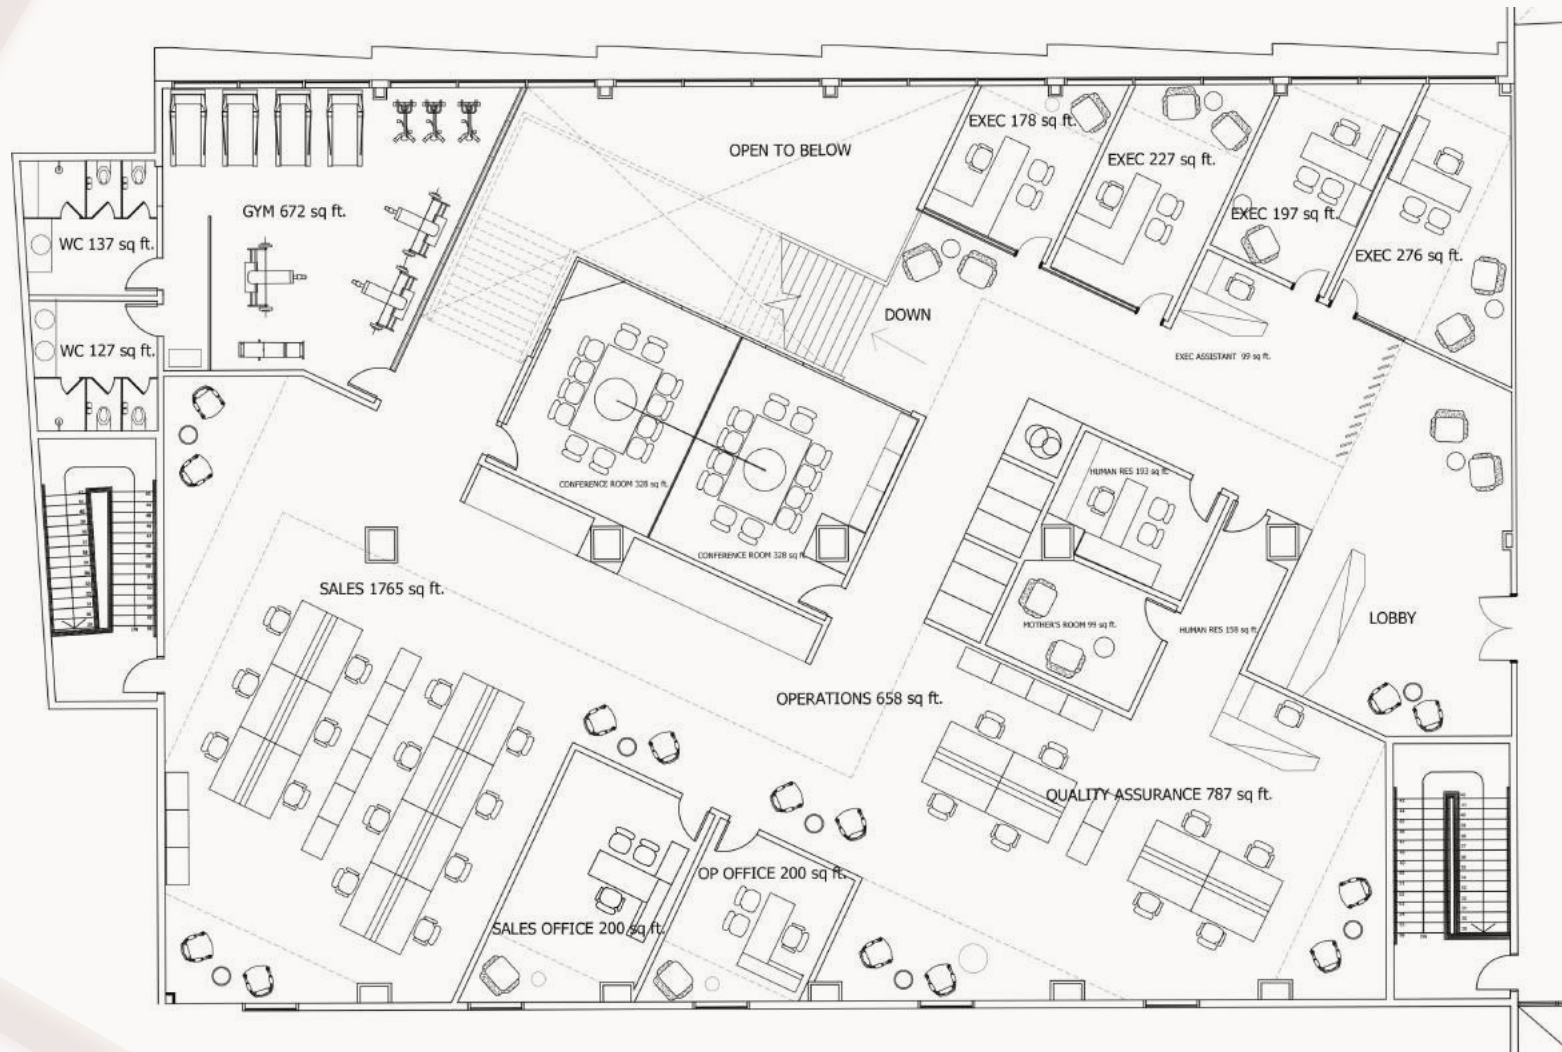 EXEC 178 sq ft.
OPEN TO BELOW
EXEC 227 sq ft.
GYM 672 sq ft.
EXEC 197 sq ft.
WC 137 sq ft.
EXEC 276 sq ft.
DOWN
WC 127 sq ft.
EXEC ASSISTANT 99 sq ft.
HUMAN RES 193 sq ft.
CONFERENCE ROOM 328 sq ft.
CONFERENCE ROOM 328 sq ft.
SALES 1765 sq ft.
LOBBY
MOTHER'S ROOM 99 sq ft.
HUMAN RES 158 sq ft.
OPERATIONS 658 sq ft.
QUALITY ASSURANCE 787 sq ft.
OP OFFICE 200 sq ft.
SALES OFFICE 200 sq ft.